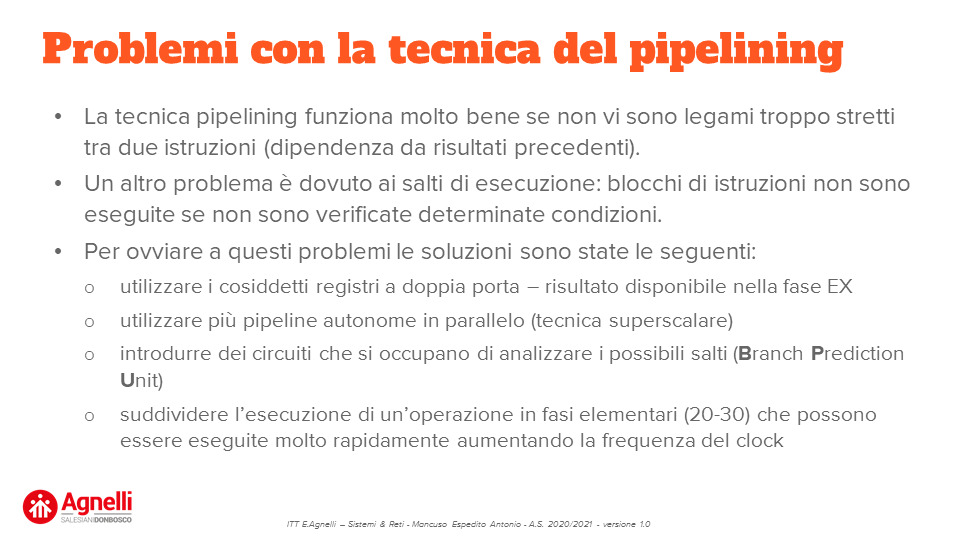 Problemi con la tecnica del pipelining
• La tecnica pipelining funziona molto bene se non vi sono legami troppo stretti
tra due istruzioni (dipendenza da risultati precedenti).
• Un altro problema è dovuto ai salti di esecuzione: blocchi di istruzioni non sono
eseguite se non sono verificate determinate condizioni.
• Per ovviare a questi problemi le soluzioni sono state le seguenti:
o utilizzare i cosiddetti registri a doppia porta – risultato disponibile nella fase EX
o utilizzare più pipeline autonome in parallelo (tecnica superscalare)
o introdurre dei circuiti che si occupano di analizzare i possibili salti (Branch Prediction
Unit)
o suddividere l’esecuzione di un’operazione in fasi elementari (20-30) che possono
essere eseguite molto rapidamente aumentando la frequenza del clock
Agnelli
SALESIANIDONBOSCO
ITT E.Agnelli – Sistemi & Reti - Mancuso Espedito Antonio - A.S. 2020/2021 - versione 1.0